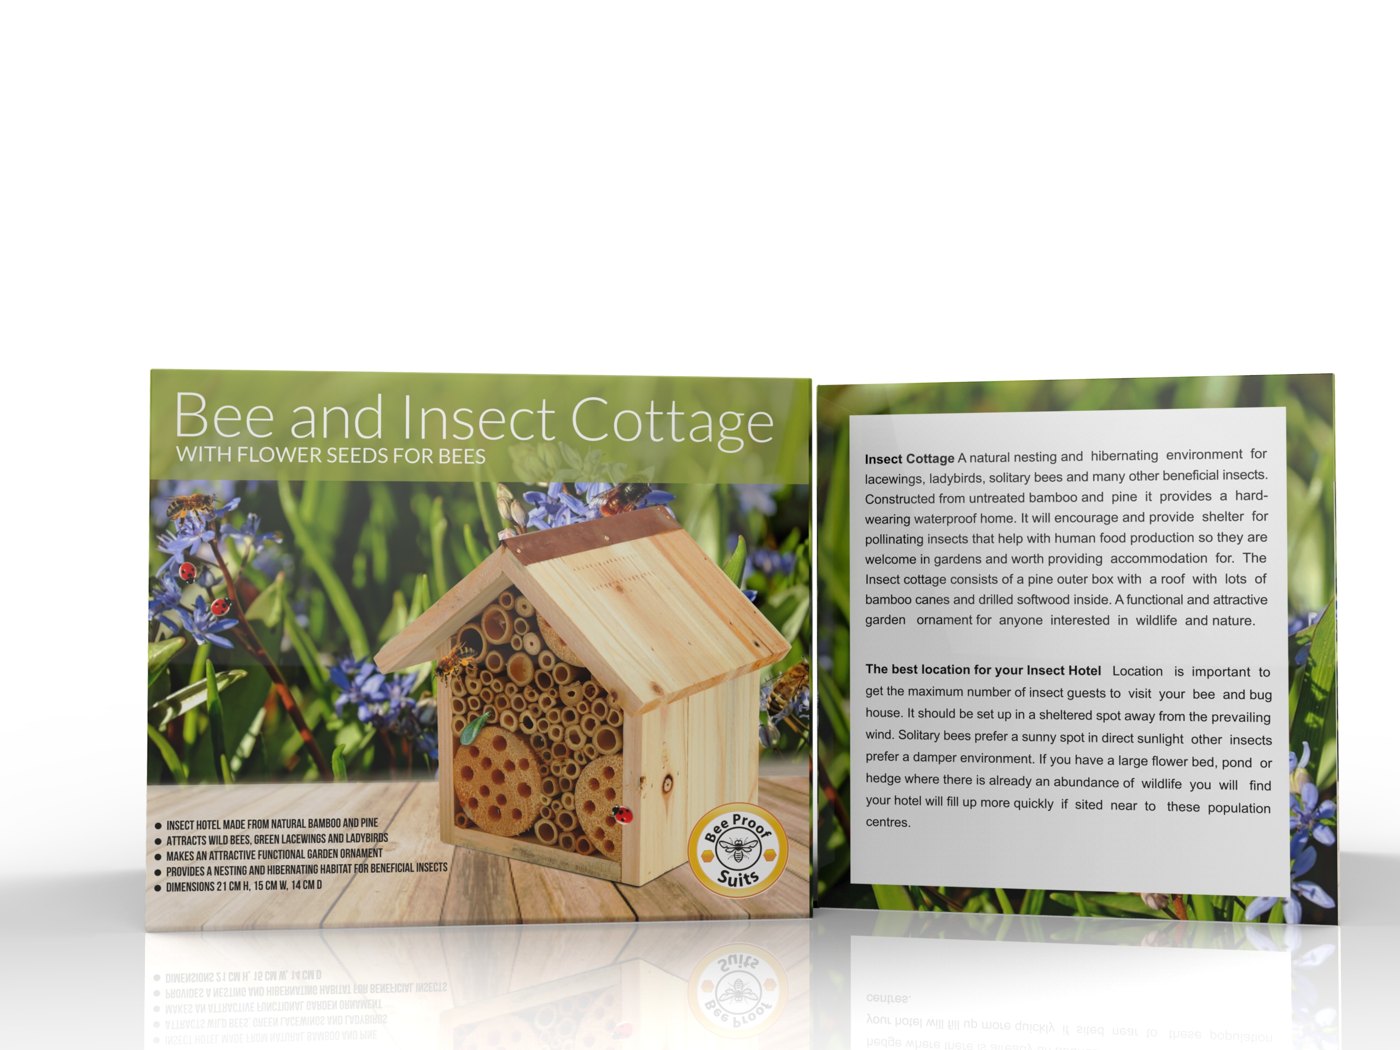 Bee and Insect Cottage
WITH FLOWER SEEDS FOR BEES
INSECT HOTEL MADE FROM NATURAL BAMBOO AND PINE
ATTRACTS WILD BEES, GREEN LACEWINGS AND LADYBIRDS
MAKES AN ATTRACTIVE FUNCTIONAL GARDEN ORNAMENT
PROVIDES A NESTING AND HIBERNATING HABITAT FOR BENEFICIAL INSECTS
DIMENSIONS 21 CM H, 15 CM W, 14 CM D
Bee Proof
Suits
Insect Cottage A natural nesting and hibernating environment for
lacewings, ladybirds, solitary bees and many other beneficial insects.
Constructed from untreated bamboo and pine it provides a hard-
wearing waterproof home. It will encourage and provide shelter for
pollinating insects that help with human food production so they are
welcome in gardens and worth providing accommodation for. The
Insect cottage consists of a pine outer box with a roof with lots of
bamboo canes and drilled softwood inside. A functional and attractive
garden ornament for anyone interested in wildlife and nature.
The best location for your Insect Hotel Location is important to
get the maximum number of insect guests to visit your bee and bug
house. It should be set up in a sheltered spot away from the prevailing
wind. Solitary bees prefer a sunny spot in direct sunlight other insects
prefer a damper environment. If you have a large flower bed, pond or
hedge where there is already an abundance of wildlife you will find
your hotel will fill up more quickly if sited near to these population
centres.